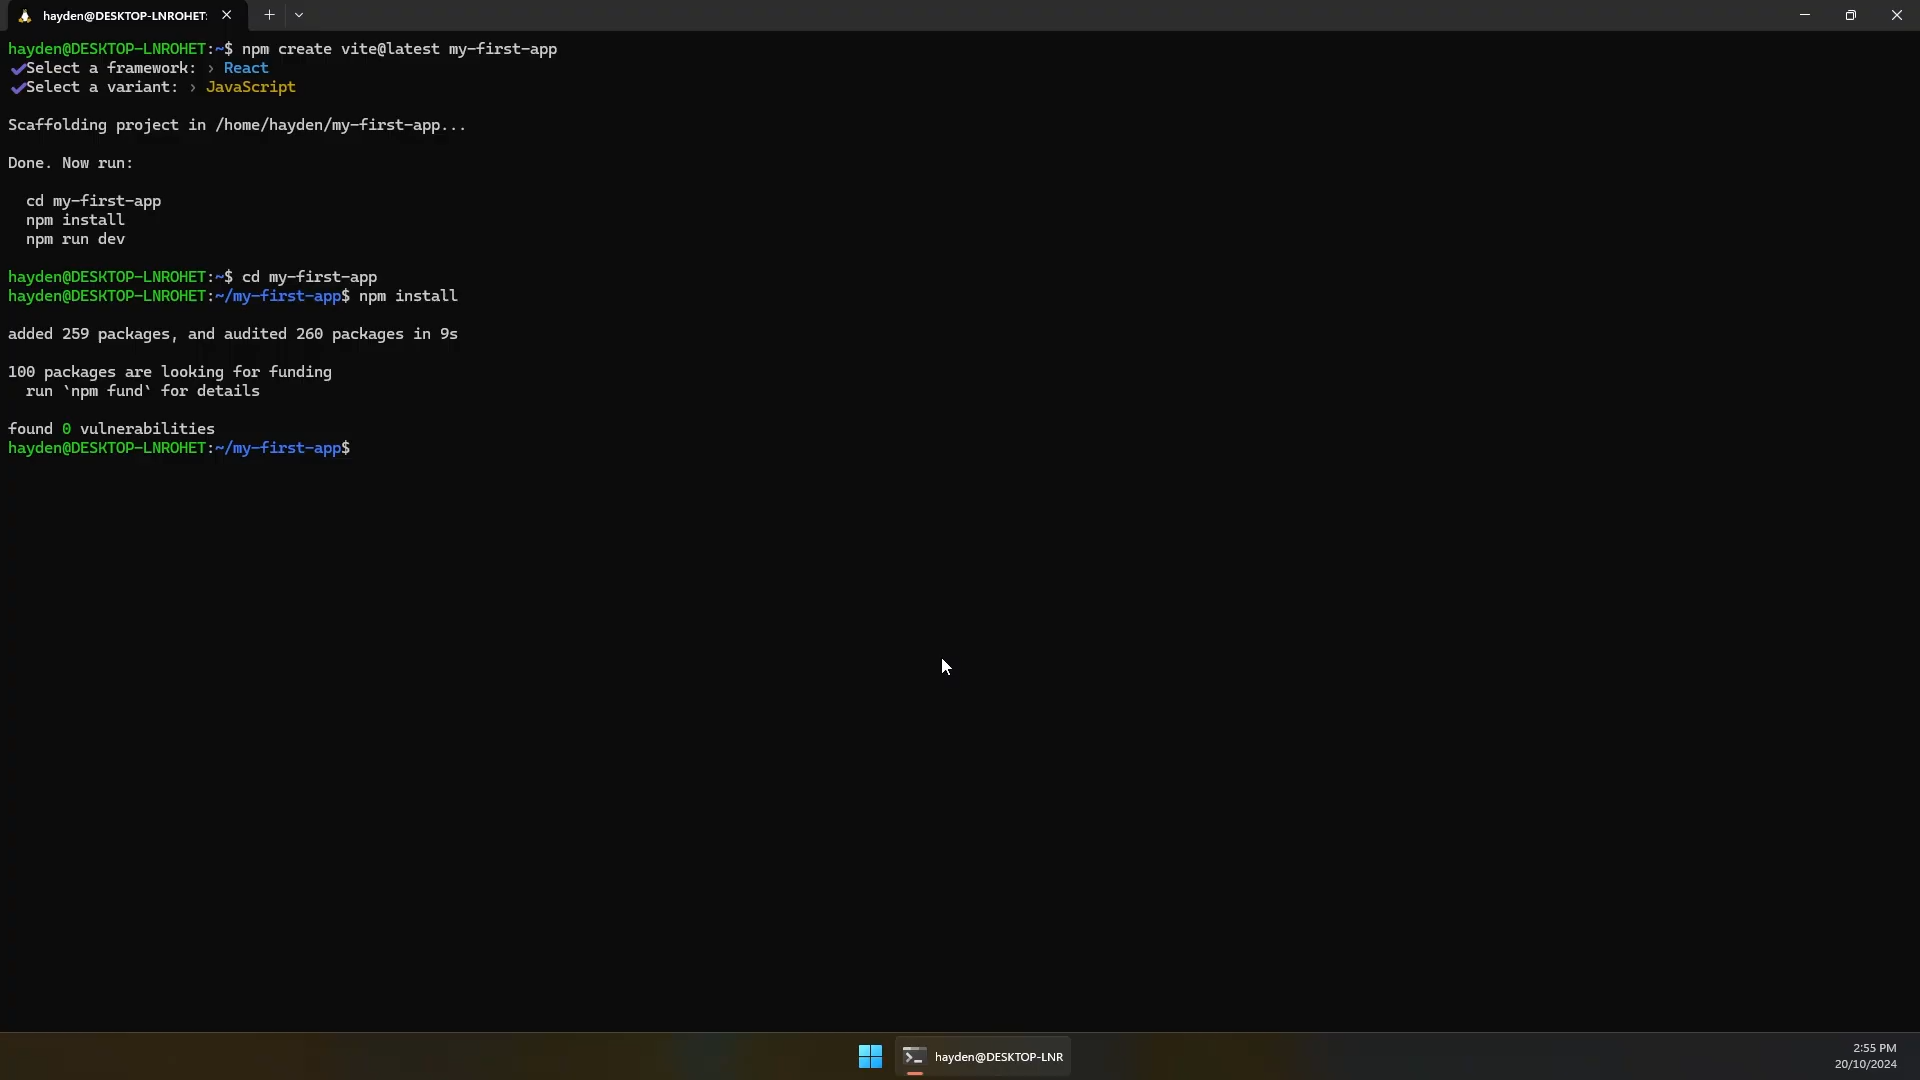 hayden@DESKTOP-LNROHET:
hayden@DESKTOP-LNROHET:~$ npm create vite@latest my-first-app
✔Select a framework: › React
✔Select a variant: › JavaScript
Scaffolding project in /home/hayden/my-first-app...
Done. Now run:
cd my-first-app
npm install
npm run dev
hayden@DESKTOP-LNROHET:~$ cd my-first-app
hayden@DESKTOP-LNROHET:~/my-first-app$ npm install
added 259 packages, and audited 260 packages in 9s
100 packages are looking for funding
run `npm fund` for details
found 0 vulnerabilities
hayden@DESKTOP-LNROHET:~/my-first-app$
hayden@DESKTOP-LNR
2:55 PM
20/10/2024